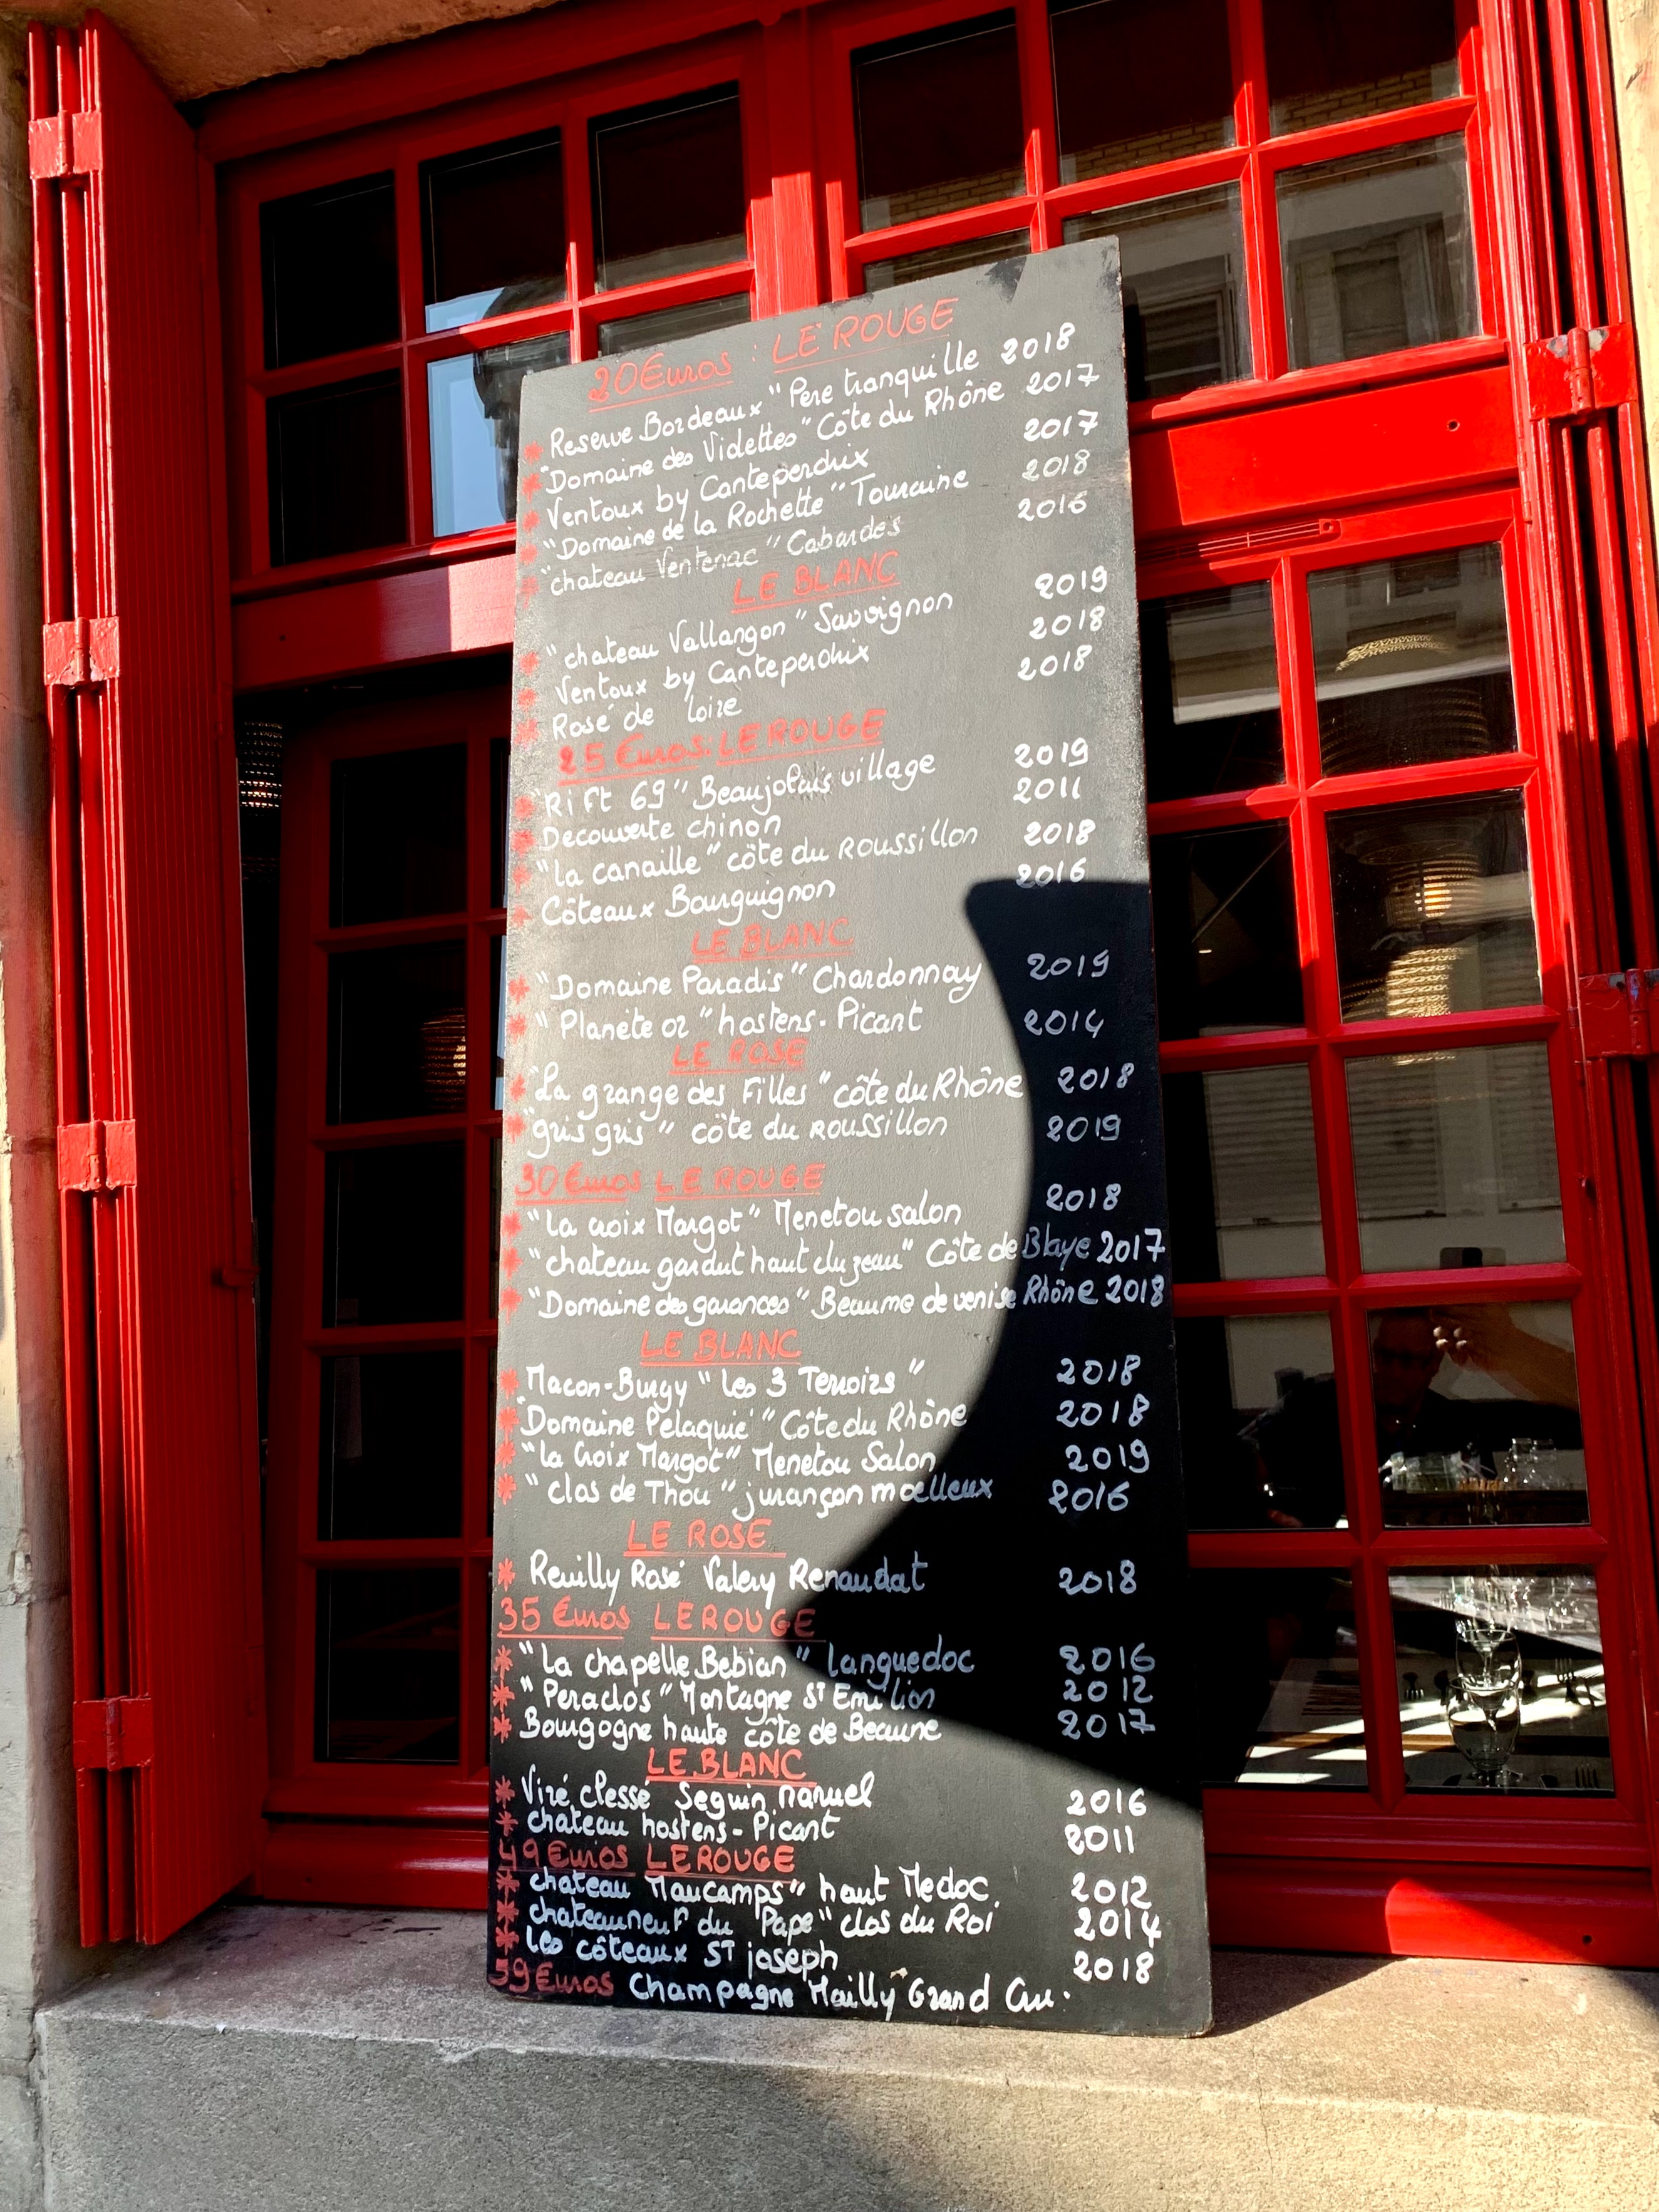 20 Euros : LE ROUGE
* Reserve Bordeaux "Pere tranquille 2018
* "Domaine des Videttes" Côte du Rhône 2017
* Ventoux by Canteperdrix 2017
* "Domaine de la Rochette" Touraine 2018
* "chateau Ventenac" Cabardes 2016
LE BLANC
* "chateau Vallangon" Sauvignon 2019
* Ventoux by Canteperdrix 2018
* Rosé de loire 2018
25 Euros: LE ROUGE
* "Rift 69" Beaujolais village 2019
* Decouverte chinon 2011
* "La canaille" côte du Roussillon 2018
* Côteaux Bourguignon 2016
LE BLANC
* "Domaine Paradis" Chardonnay 2019
* "Planète or" hostens-Picant 2014
LE ROSE
* "La grange des Filles" côte du Rhône 2018
* "gris gris" côte du Roussillon 2019
30 Euros LE ROUGE
* "La croix Margot" Menetou salon 2018
* "chateau gardut haut cluzeau" Côte de Blaye 2017
* "Domaine des garances" Beaume de venise Rhône 2018
LE BLANC
* Macon-Burgy "Les 3 Terroirs" 2018
* "Domaine Pelaquié" Côte du Rhône 2018
* "La Croix Margot" Menetou Salon 2019
* "clos de Thou" jurançon moelleux 2016
LE ROSE
* Reuilly Rosé Valery Renaudat 2018
35 Euros LE ROUGE
* "La chapelle Bebian" Languedoc 2016
* "Peraclos" Montagne St Emilion 2012
* Bourgogne haute côte de Beaune 2017
LE BLANC
* Viré clessé Seguin Manuel 2016
* chateau hostens-Picant 2011
49 Euros LE ROUGE
* chateau Maucamps" haut Medoc. 2012
* chateauneuf du "Pape" clos du Roi 2014
* Les côteaux ST joseph 2018
59 Euros Champagne Mailly Grand Cru.